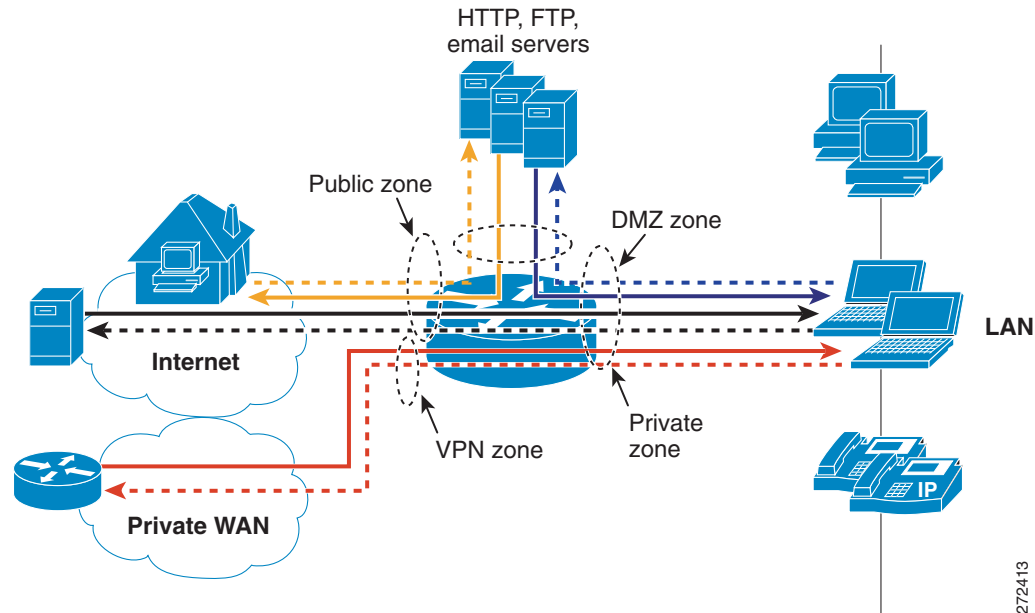 HTTP, FTP,
email servers
Public zone
DMZ zone
Internet
LAN
VPN zone
Private
zone
IP
Private WAN
272413